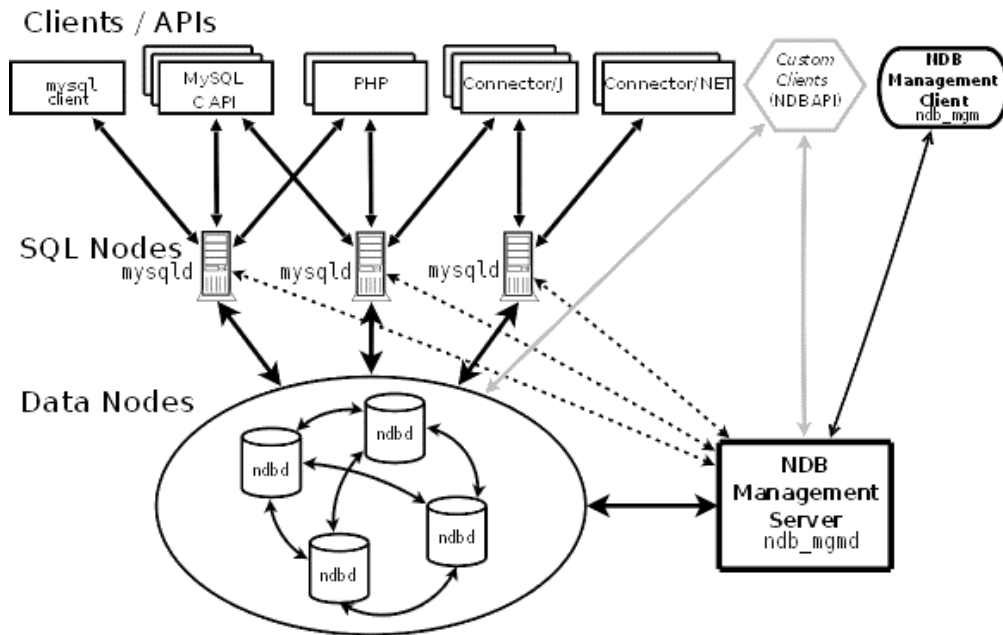 Clients / APIs
mysql
client
MySQL
C API
PHP
Connector/J
Connector/NET
Custom
Clients
(NDBAPI)
NDB
Management
Client
ndb_mgm
SQL Nodes
mysqld
mysqld
mysqld
Data Nodes
ndbd
ndbd
ndbd
ndbd
NDB
Management
Server
ndb_mgmd